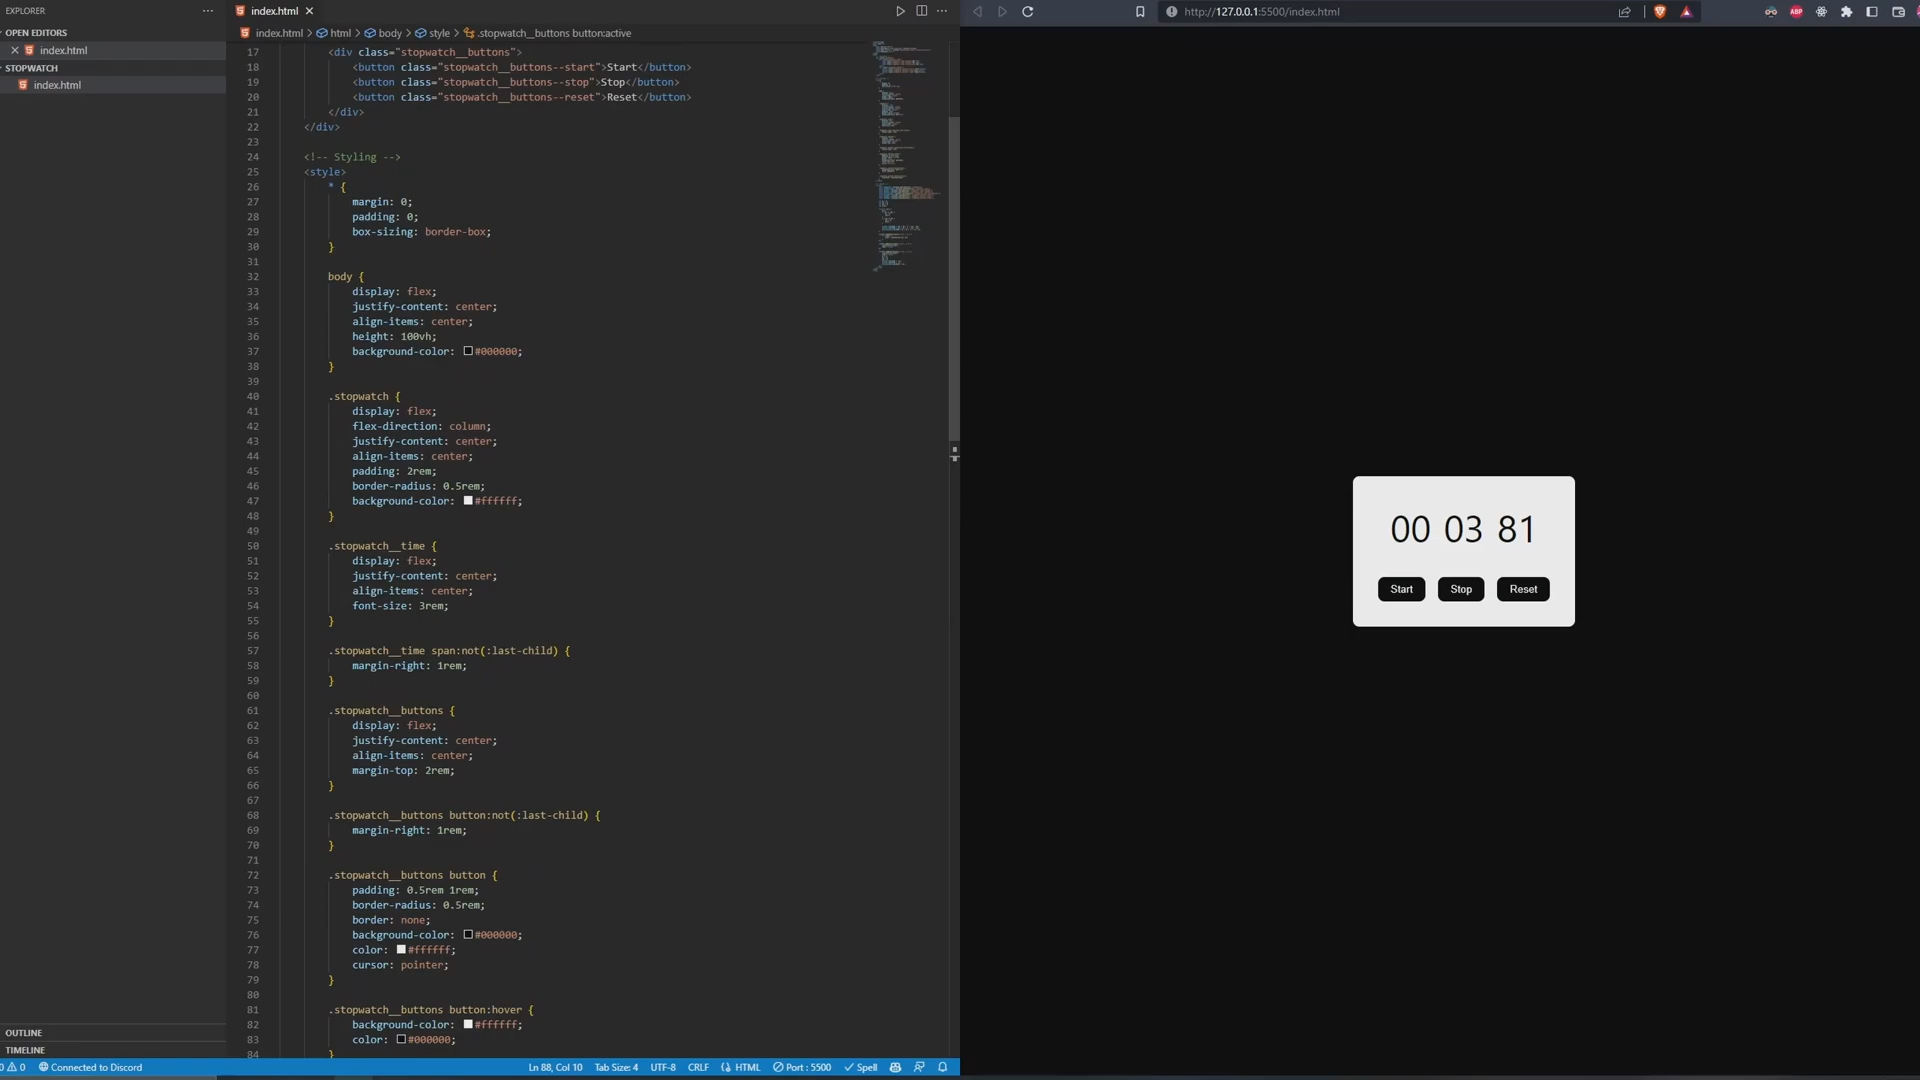 EXPLORER
OPEN EDITORS
index.html
STOPWATCH
index.html
OUTLINE
TIMELINE
index.html
index.html > html > body > style > .stopwatch__buttons button:active
17 <div class="stopwatch__buttons">
18 <button class="stopwatch__buttons--start">Start</button>
19 <button class="stopwatch__buttons--stop">Stop</button>
20 <button class="stopwatch__buttons--reset">Reset</button>
21 </div>
22 </div>
23
24 <!-- Styling -->
25 <style>
26 * {
27 margin: 0;
28 padding: 0;
29 box-sizing: border-box;
30 }
31
32 body {
33 display: flex;
34 justify-content: center;
35 align-items: center;
36 height: 100vh;
37 background-color: #000000;
38 }
39
40 .stopwatch {
41 display: flex;
42 flex-direction: column;
43 justify-content: center;
44 align-items: center;
45 padding: 2rem;
46 border-radius: 0.5rem;
47 background-color: #ffffff;
48 }
49
50 .stopwatch__time {
51 display: flex;
52 justify-content: center;
53 align-items: center;
54 font-size: 3rem;
55 }
56
57 .stopwatch__time span:not(:last-child) {
58 margin-right: 1rem;
59 }
60
61 .stopwatch__buttons {
62 display: flex;
63 justify-content: center;
64 align-items: center;
65 margin-top: 2rem;
66 }
67
68 .stopwatch__buttons button:not(:last-child) {
69 margin-right: 1rem;
70 }
71
72 .stopwatch__buttons button {
73 padding: 0.5rem 1rem;
74 border-radius: 0.5rem;
75 border: none;
76 background-color: #000000;
77 color: #ffffff;
78 cursor: pointer;
79 }
80
81 .stopwatch__buttons button:hover {
82 background-color: #ffffff;
83 color: #000000;
84 }
0 0 Connected to Discord
Ln 88, Col 10 Tab Size: 4 UTF-8 CRLF HTML Port : 5500 Spell
http://127.0.0.1:5500/index.html
ABP
00 03 81
Start Stop Reset